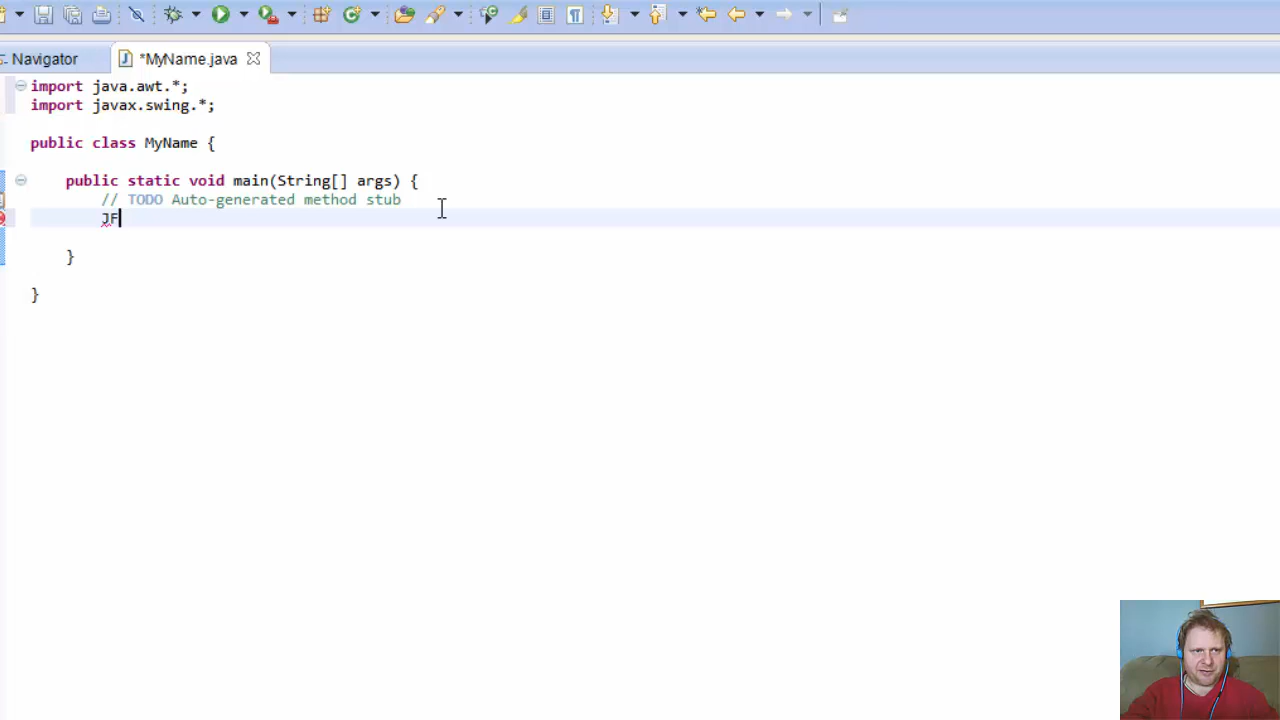 Navigator
*MyName.java
import java.awt.*;
import javax.swing.*;
public class MyName {
public static void main(String[] args) {
// TODO Auto-generated method stub
JF
}
}